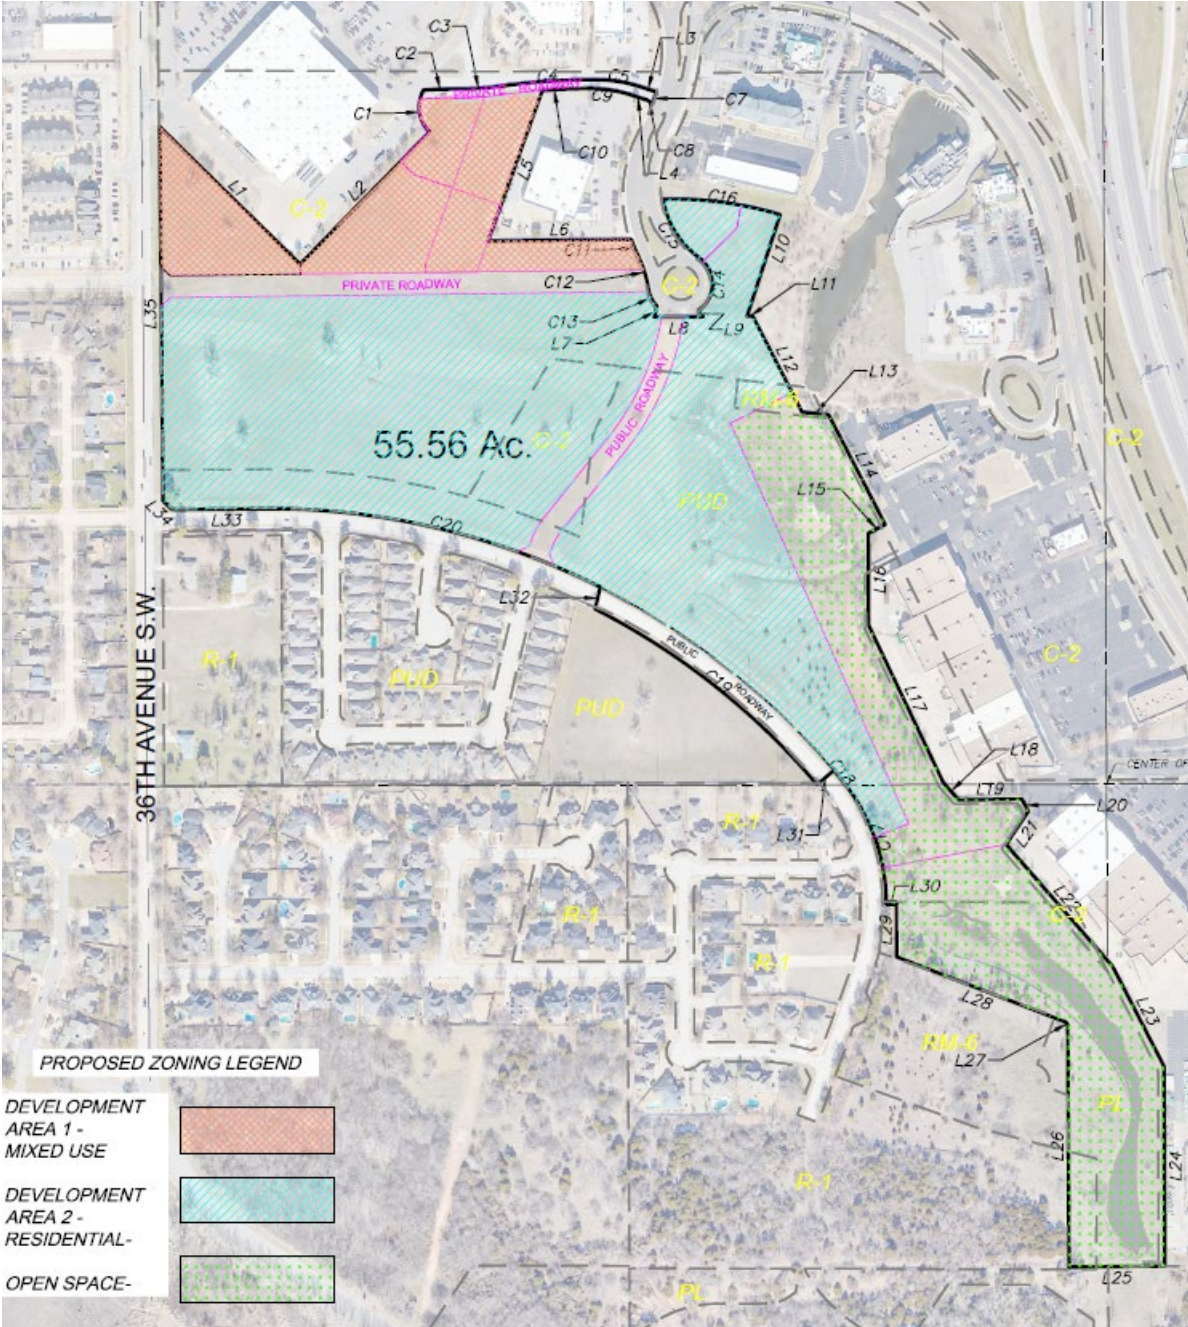 C3
L3
C2
C4
C5
PRIVATE ROADWAY
C9
C7
C1
C10
C8
L5
L4
L1
L2
C-2
C16
L6
C15
L10
C11
C12
PRIVATE ROADWAY
C-2
C14
L11
L35
C13
L7
L8
L9
L12
L13
PUBLIC ROADWAY
RM-6
C-2
55.56 Ac.
C-2
L14
L15
PUD
L34
L33
C20
L16
L32
36TH AVENUE S.W.
PUBLIC
R-1
PUD
C19
ROADWAY
C-2
PUD
L17
L18
CENTER OF
C18
L19
L20
R-1
L31
L21
L30
L22
C-2
R-1
L29
R-1
L28
L23
RM-6
L27
PROPOSED ZONING LEGEND
PL
DEVELOPMENT
AREA 1 -
MIXED USE
L26
L24
R-1
DEVELOPMENT
AREA 2 -
RESIDENTIAL-
OPEN SPACE-
L25
PL